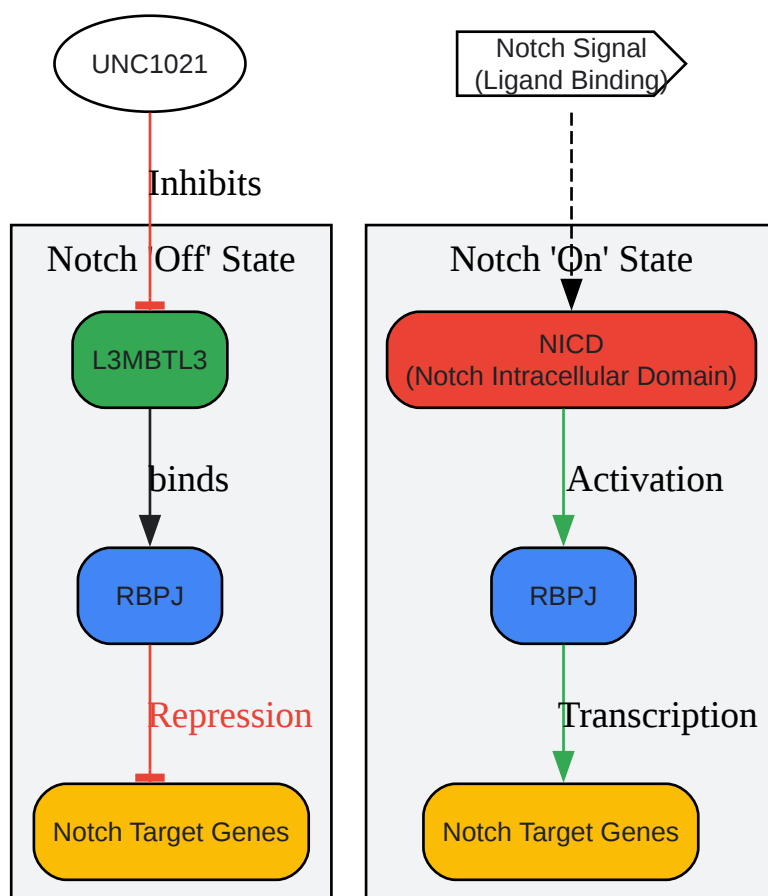 UNC1021
Notch Signal
(Ligand Binding)
Inhibits
Notch 'Off' State
Notch 'On' State
L3MBTL3
NICD
(Notch Intracellular Domain)
binds
Activation
RBPJ
RBPJ
Repression
Transcription
Notch Target Genes
Notch Target Genes